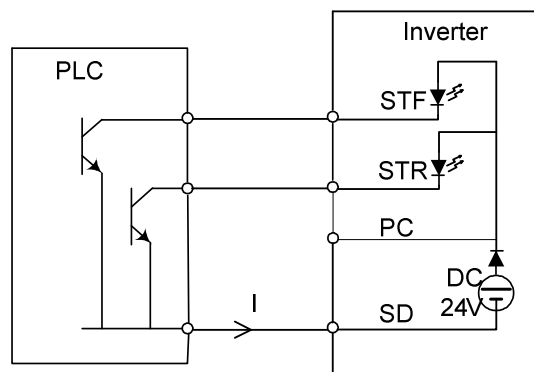 Inverter
PLC
STF
STR
PC
DC
24V
I
SD